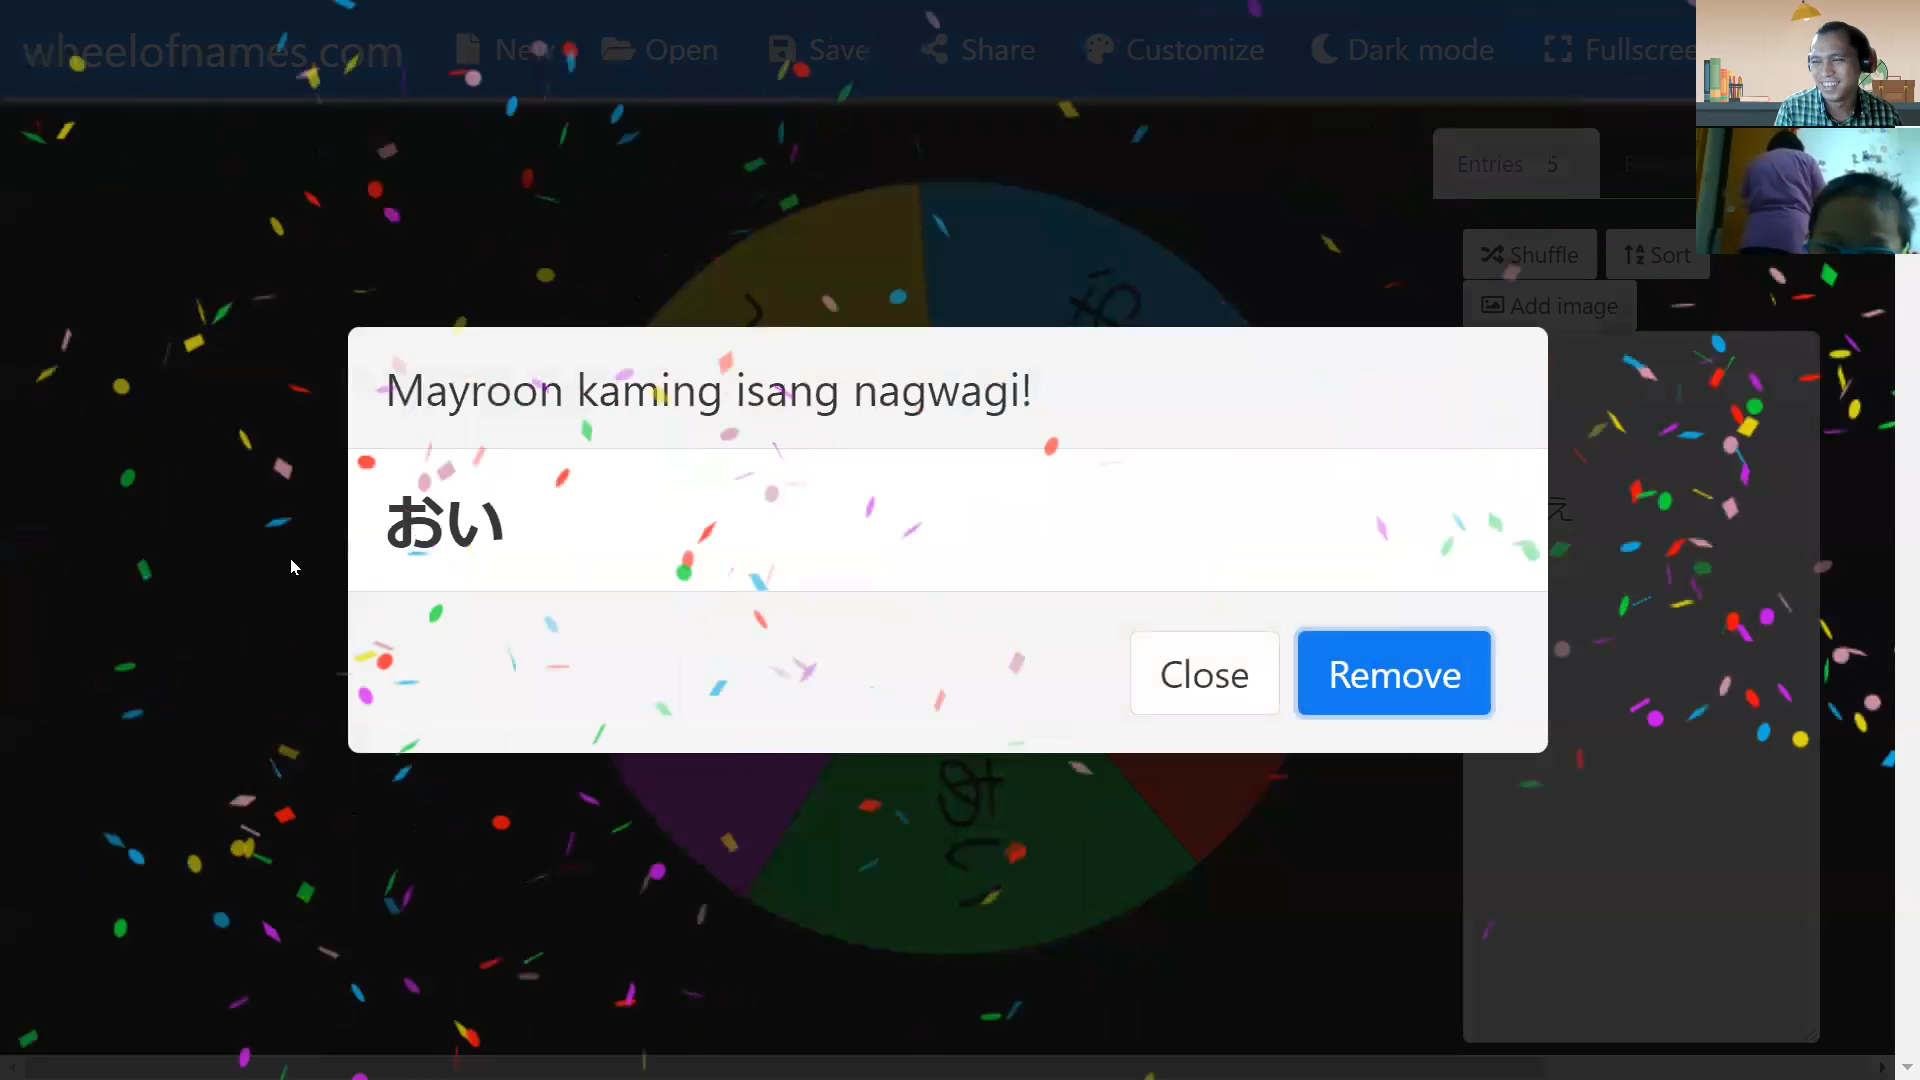 wheelofnames.com New Open Save Share Customize Dark mode Fullscree
Entries 5
Shuffle Sort
Add image
Mayroon kaming isang nagwagi!
おい
え
Close Remove